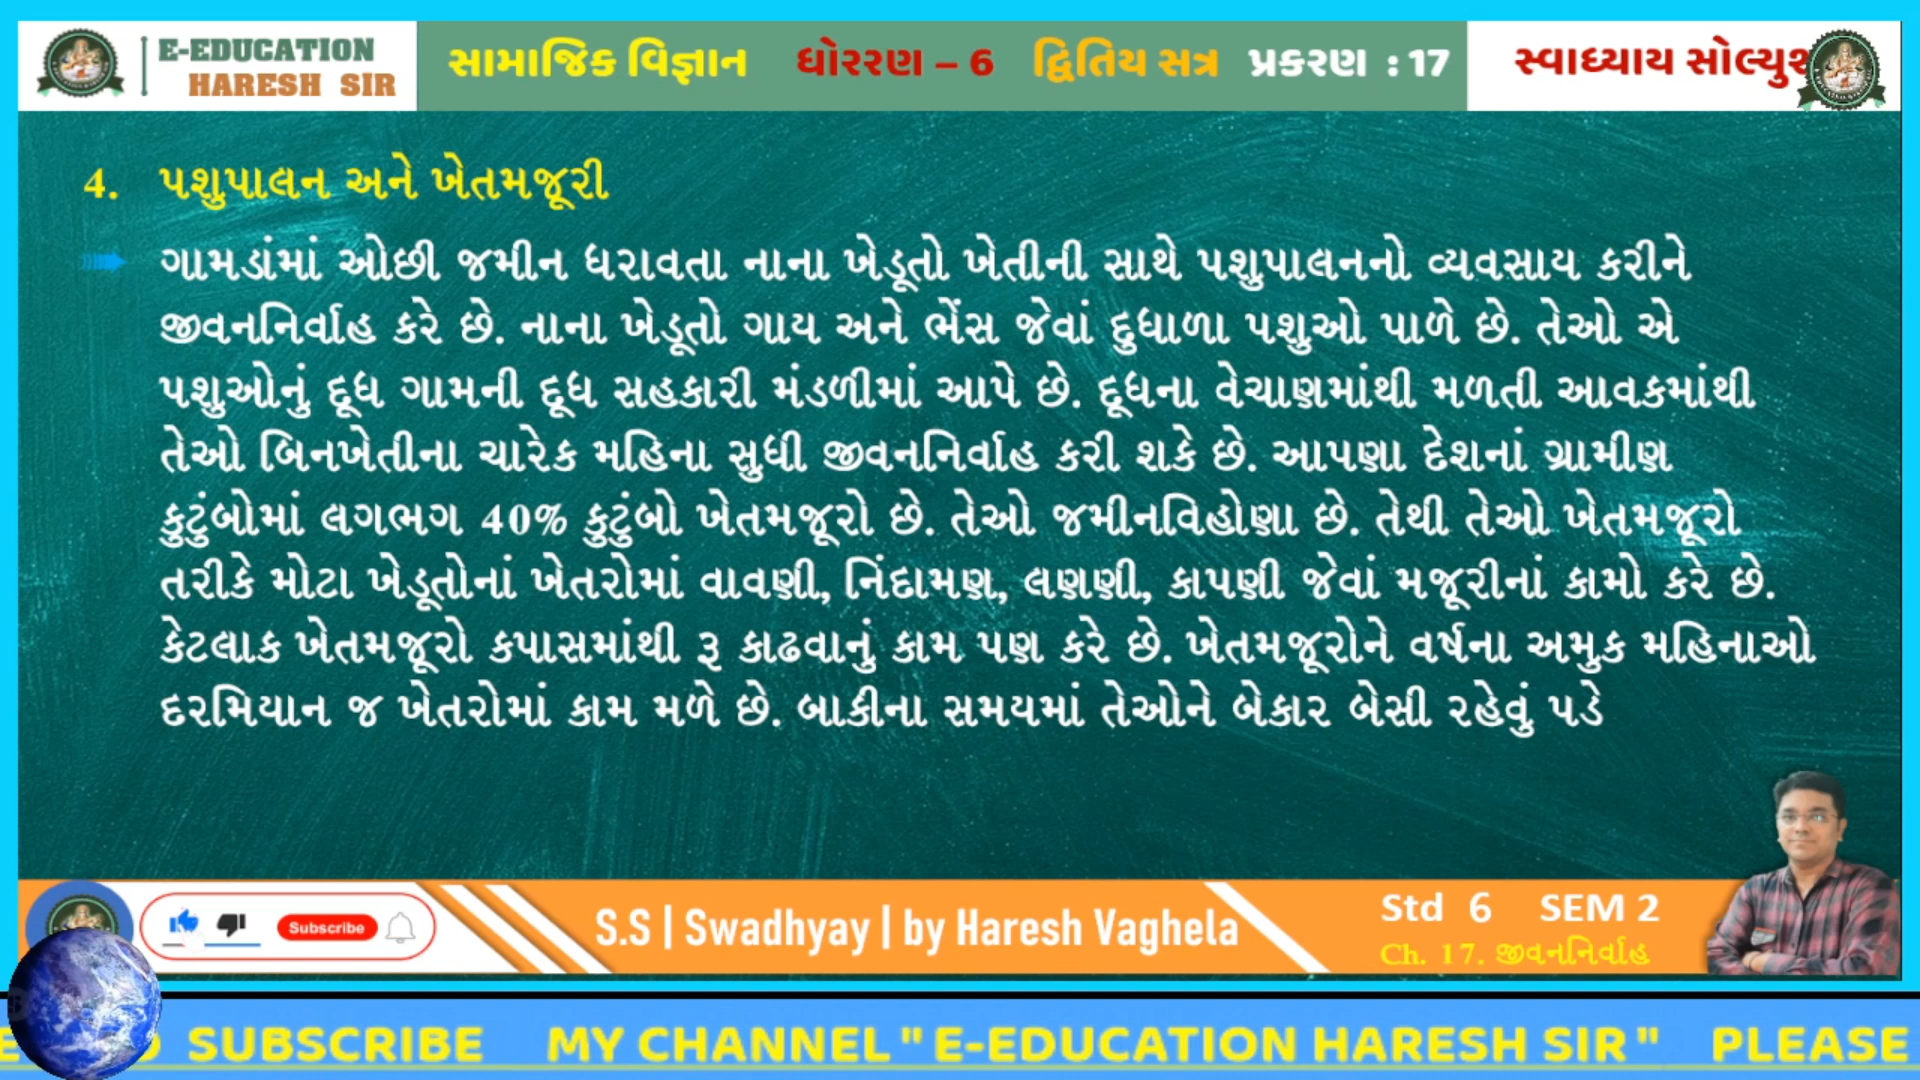 E-EDUCATION
HARESH SIR
સામાજિક વિજ્ઞાન ધોરરણ – 6 દ્વિતિય સત્ર પ્રકરણ : 17
સ્વાધ્યાય
4. પશુપાલન અને ખેતમજૂરી
ગામડાંમાં ઓછી જમીન ધરાવતા નાના ખેડૂતો ખેતીની સાથે પશુપાલનનો વ્યવસાય કરીને
જીવનનિર્વાહ કરે છે. નાના ખેડૂતો ગાય અને ભેંસ જેવાં દુધાળા પશુઓ પાળે છે. તેઓ એ
પશુઓનું દૂધ ગામની દૂધ સહકારી મંડળીમાં આપે છે. દૂધના વેચાણમાંથી મળતી આવકમાંથી
તેઓ બિનખેતીના ચારેક મહિના સુધી જીવનનિર્વાહ કરી શકે છે. આપણા દેશનાં ગ્રામીણ
કુટુંબોમાં લગભગ 40% કુટુંબો ખેતમજૂરો છે. તેઓ જમીનવિહોણા છે. તેથી તેઓ ખેતમજૂરો
તરીકે મોટા ખેડૂતોનાં ખેતરોમાં વાવણી, નિંદામણ, લણણી, કાપણી જેવાં મજૂરીનાં કામો કરે છે.
કેટલાક ખેતમજૂરો કપાસમાંથી રૂ કાઢવાનું કામ પણ કરે છે. ખેતમજૂરોને વર્ષના અમુક મહિનાઓ
દરમિયાન જ ખેતરોમાં કામ મળે છે. બાકીના સમયમાં તેઓને બેકાર બેસી રહેવું પડે
Subscribe
S.S | Swadhyay | by Haresh Vaghela
Std 6 SEM 2
Ch. 17. જીવનનિર્વાહ
SUBSCRIBE MY CHANNEL " E-EDUCATION HARESH SIR " PLEASE